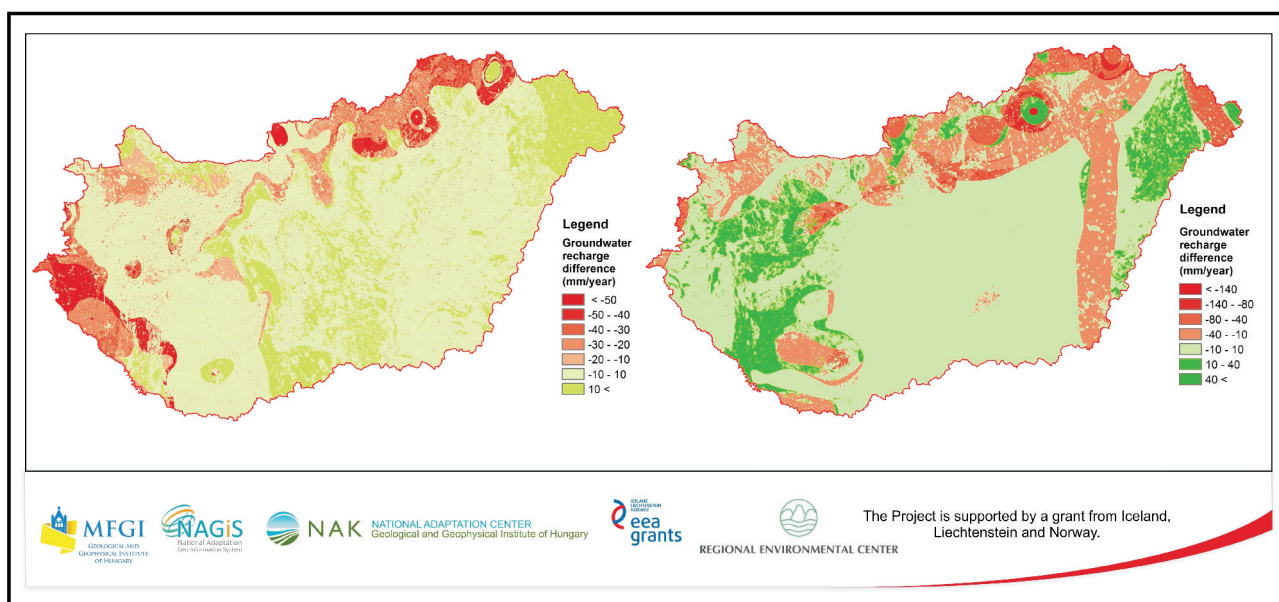 Legend
Groundwater
recharge
difference
(mm/year)
< -50
-50 - -40
-40 - -30
-30 - -20
-20 - -10
-10 - 10
10 <
Legend
Groundwater
recharge
difference
(mm/year)
< -140
-140 - -80
-80 - -40
-40 - -10
-10 - 10
10 - 40
40 <
MFGI
GEOLOGICAL AND
GEOPHYSICAL INSTITUTE
OF HUNGARY
NAGiS
National Adaptation
Geo-information System
NAK
NATIONAL ADAPTATION CENTER
Geological and Geophysical Institute of Hungary
ICELAND
LIECHTENSTEIN
NORWAY
eea
grants
REGIONAL ENVIRONMENTAL CENTER
The Project is supported by a grant from Iceland,
Liechtenstein and Norway.